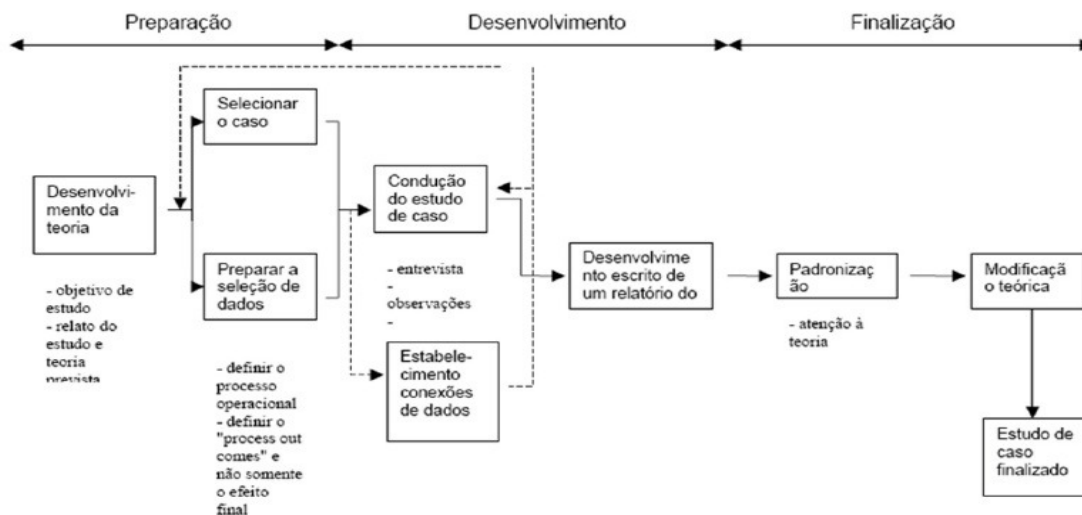 Preparação
Desenvolvimento
Finalização
Selecionar
o caso
Desenvolvi-
mento da
teoria
- objetivo de
estudo
- relato do
estudo e
teoria
prevista
Preparar a
seleção de
dados
- definir o
processo
operacional
- definir o
"process out
comes" e
não somente
o efeito
final
Condução
do estudo
de caso
- entrevista
-
observações
-
Estabele-
cimento
conexões
de dados
Desenvolvime
nto escrito de
um relatório do
Padronizaç
ão
- atenção à
teoria
Modificaçã
o teórica
Estudo de
caso
finalizado